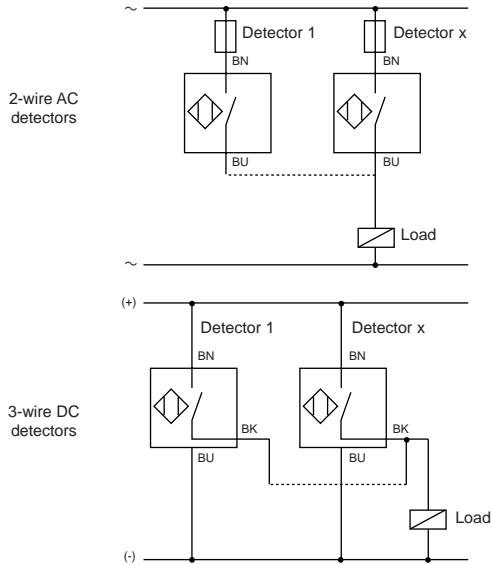 ~
Detector 1
Detector x
BN
BN
2-wire AC
detectors
BU
BU
Load
~
(+)
Detector 1
Detector x
BN
BN
3-wire DC
detectors
BK
BK
BU
BU
Load
(-)